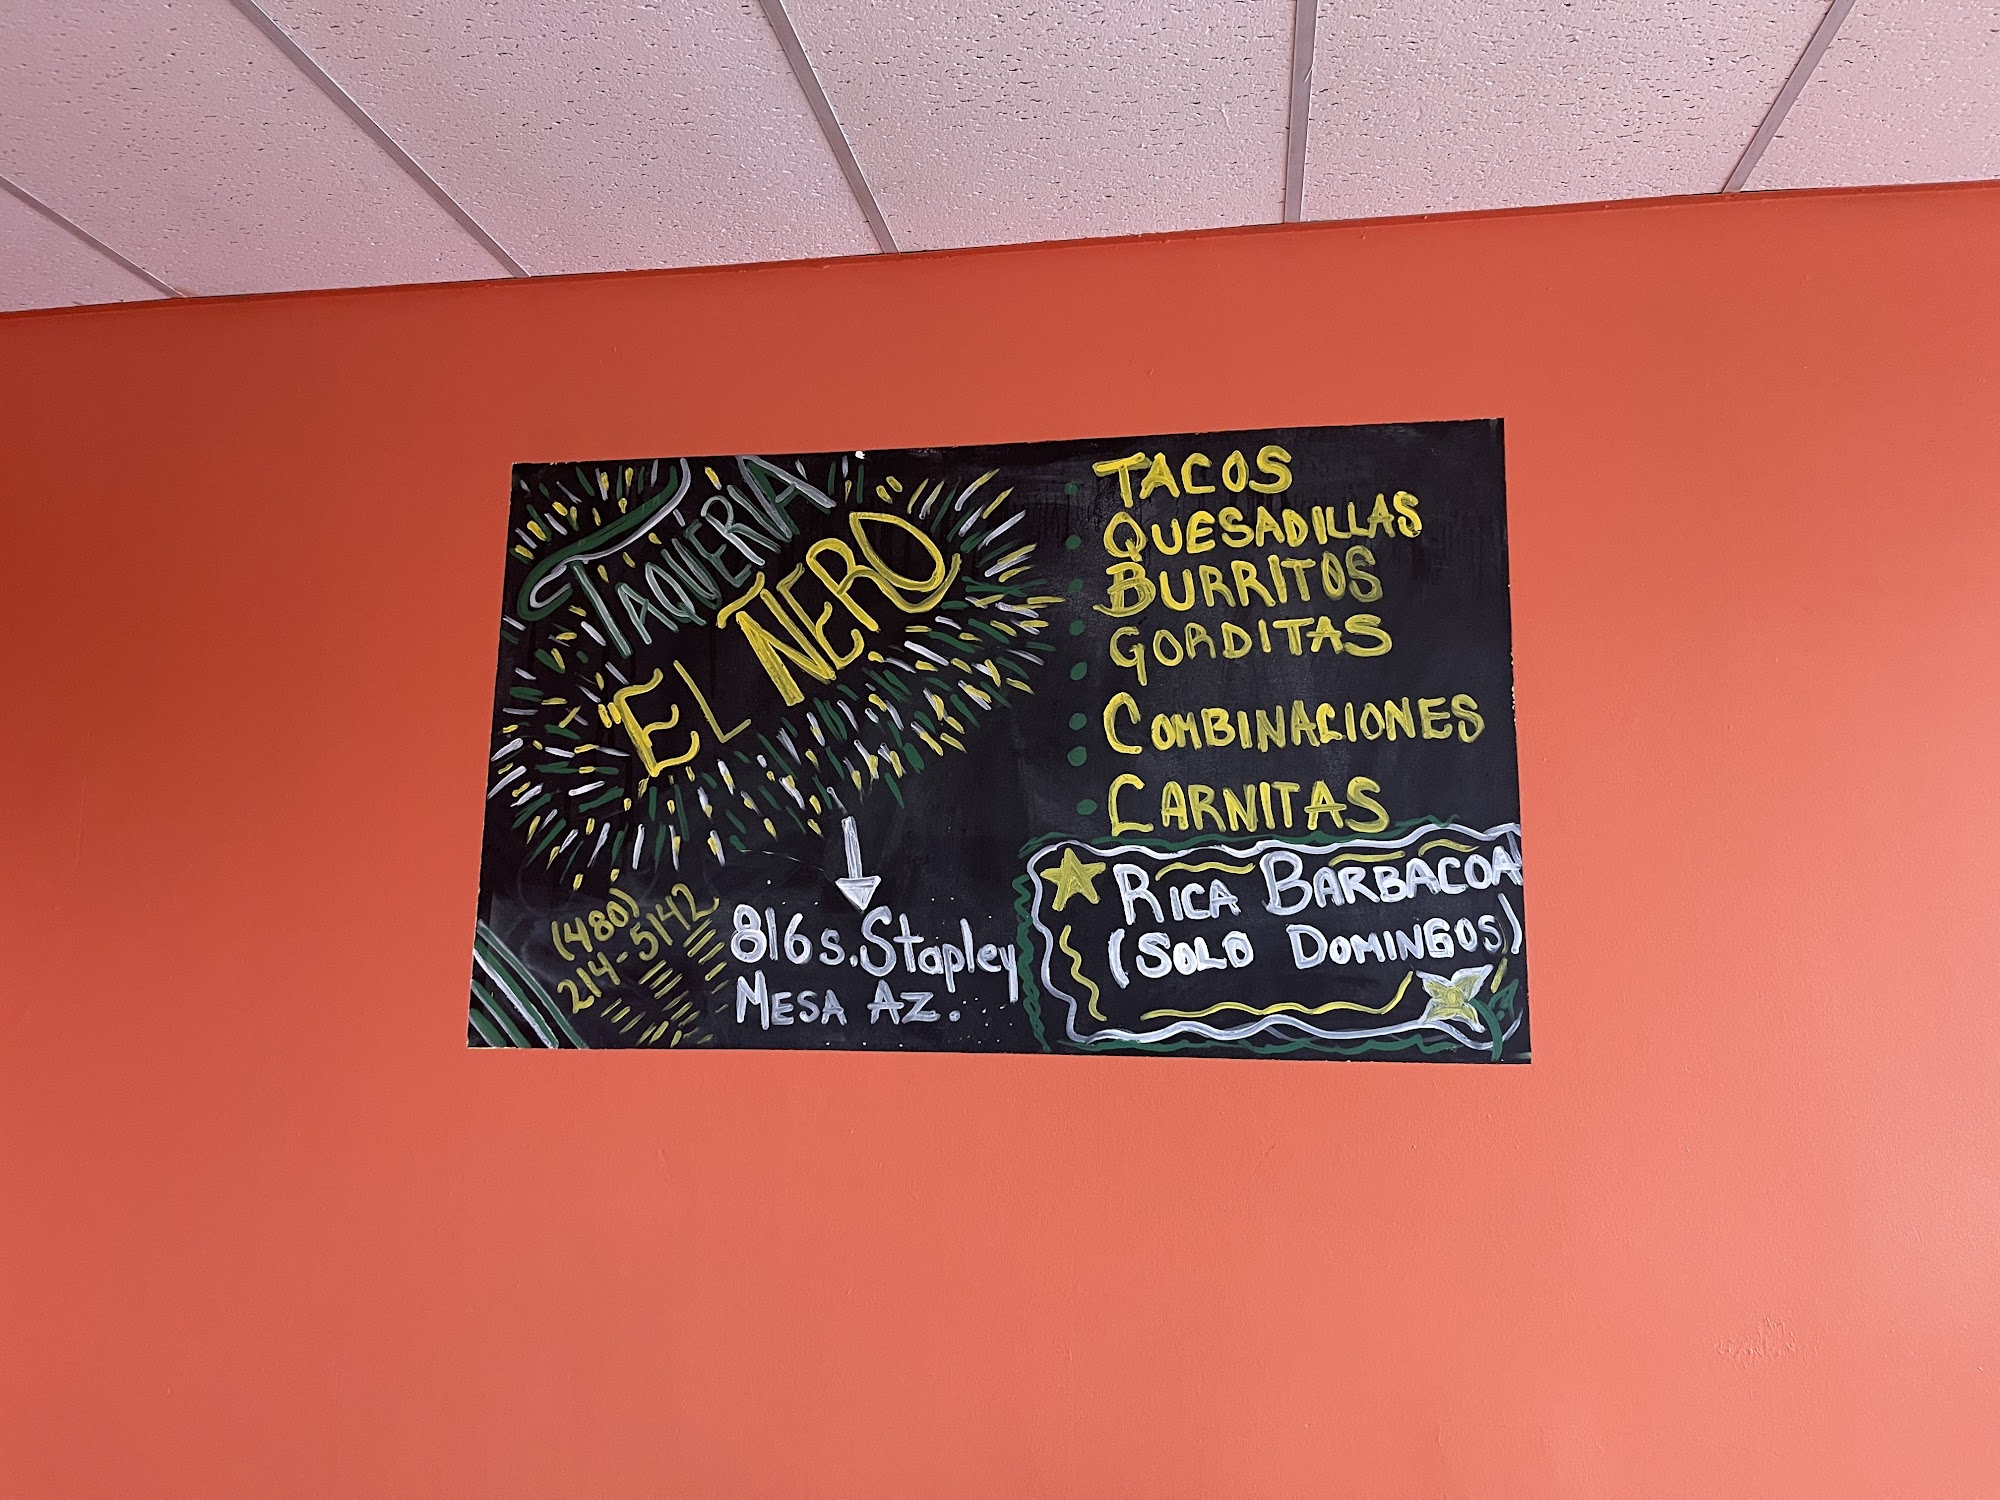 TAQUERIA
"EL ÑERO"
(480)
214-5142
816 s. Stapley
MESA AZ.
• TACOS
• QUESADILLAS
• BURRITOS
• GORDITAS
• COMBINACIONES
• CARNITAS
RICA BARBACOA
(SOLO DOMINGOS)